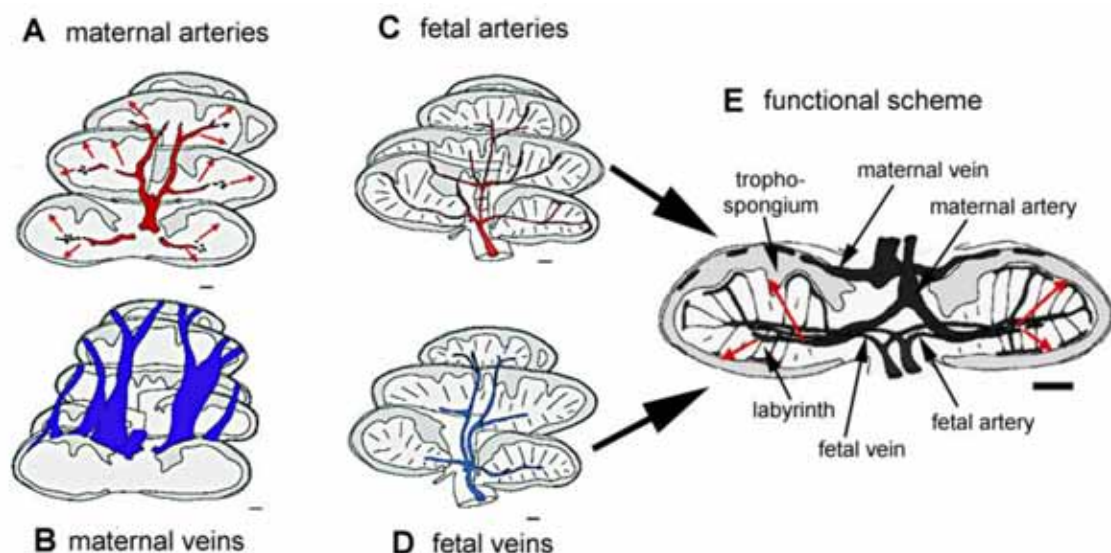 A maternal arteries
C fetal arteries
E functional scheme
tropho-
spongium
maternal vein
maternal artery
labyrinth
fetal vein
fetal artery
B maternal veins
D fetal veins